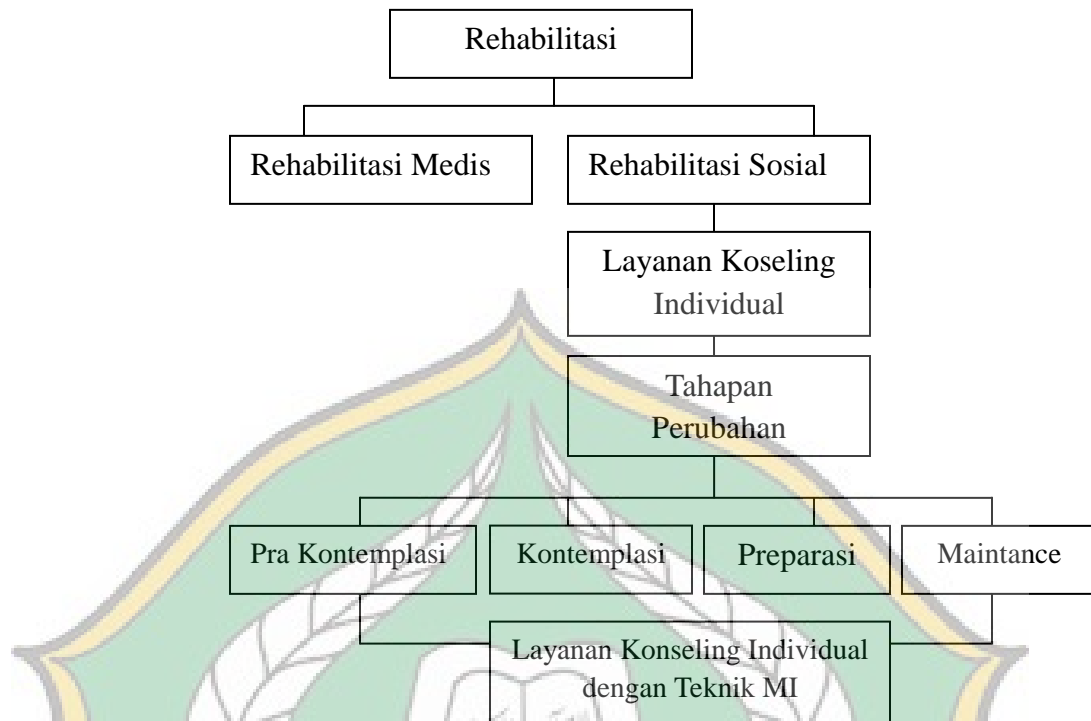 Rehabilitasi
Rehabilitasi Medis
Rehabilitasi Sosial
Layanan Koseling
Individual
Tahapan
Perubahan
Pra Kontemplasi
Kontemplasi
Preparasi
Maintance
Layanan Konseling Individual
dengan Teknik MI